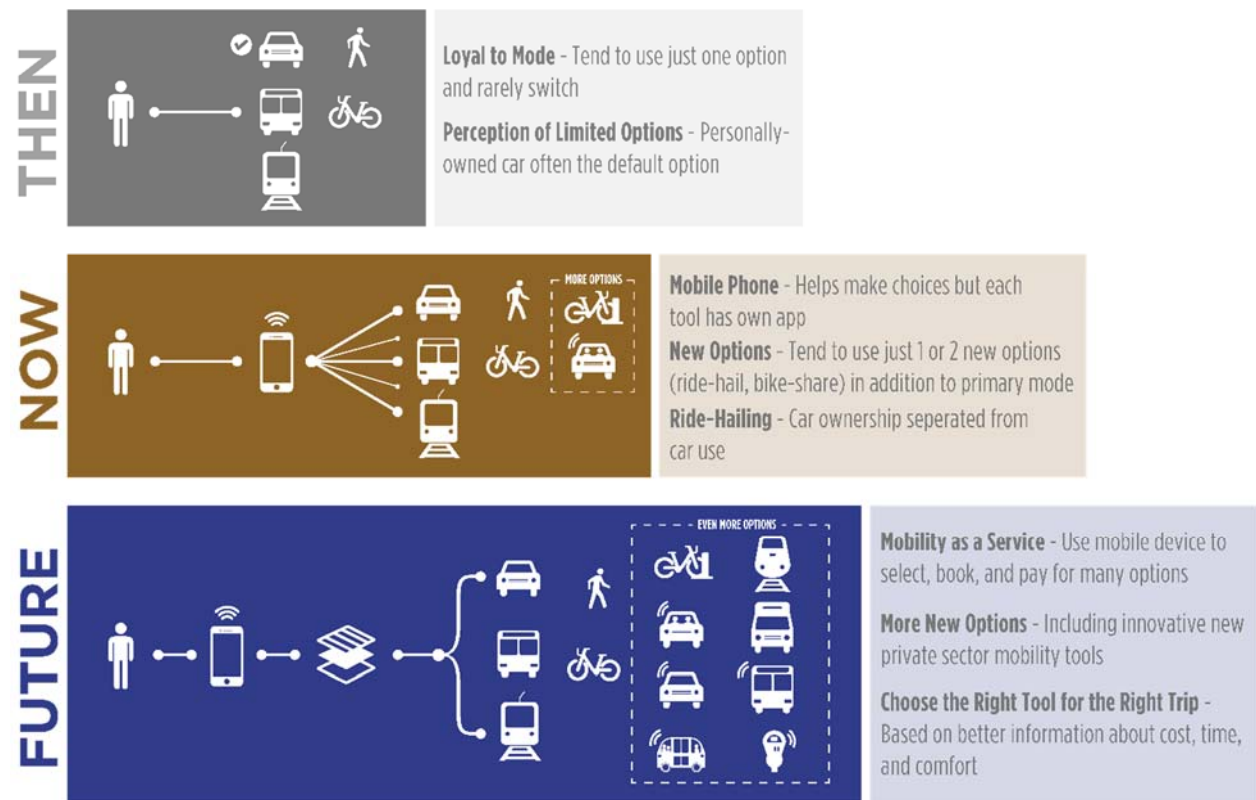 THEN
Loyal to Mode - Tend to use just one option
and rarely switch
Perception of Limited Options - Personally-
owned car often the default option
NOW
MORE OPTIONS
Mobile Phone - Helps make choices but each
tool has own app
New Options - Tend to use just 1 or 2 new options
(ride-hail, bike-share) in addition to primary mode
Ride-Hailing - Car ownership seperated from
car use
FUTURE
EVEN MORE OPTIONS
Mobility as a Service - Use mobile device to
select, book, and pay for many options
More New Options - Including innovative new
private sector mobility tools
Choose the Right Tool for the Right Trip -
Based on better information about cost, time,
and comfort